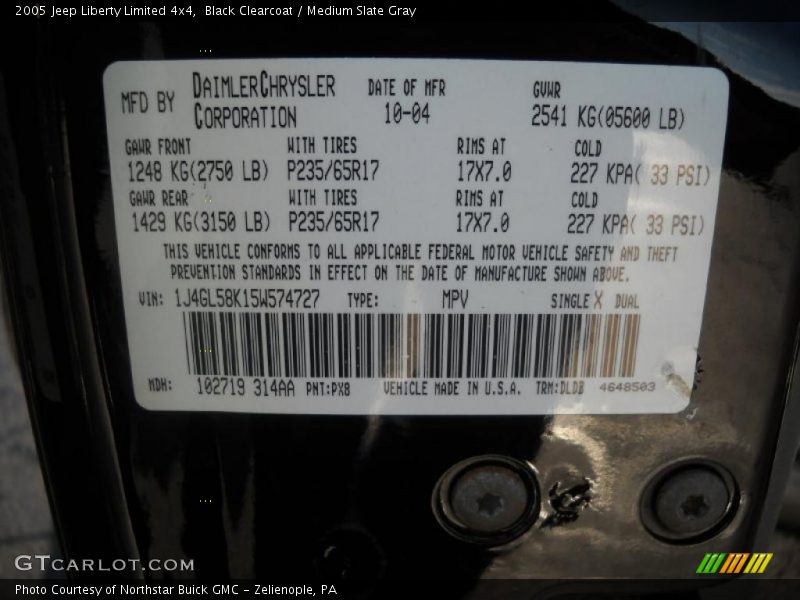 2005 Jeep Liberty Limited 4x4,  Black Clearcoat / Medium Slate Gray
MFD BY DAIMLERCHRYSLER CORPORATION DATE OF MFR 10-04 GVWR 2541 KG(05600 LB)
GAWR FRONT WITH TIRES RIMS AT COLD
1248 KG(2750 LB) P235/65R17 17X7.0 227 KPA( 33 PSI)
GAWR REAR WITH TIRES RIMS AT COLD
1429 KG(3150 LB) P235/65R17 17X7.0 227 KPA( 33 PSI)
THIS VEHICLE CONFORMS TO ALL APPLICABLE FEDERAL MOTOR VEHICLE SAFETY AND THEFT
PREVENTION STANDARDS IN EFFECT ON THE DATE OF MANUFACTURE SHOWN ABOVE.
VIN: 1J4GL58K15W574727 TYPE: MPV SINGLE X DUAL
MDH: 102719 314AA PNT:PX8 VEHICLE MADE IN U.S.A. TRM:DLDB 4648503
GTCARLOT.COM
Photo Courtesy of Northstar Buick GMC - Zelienople, PA